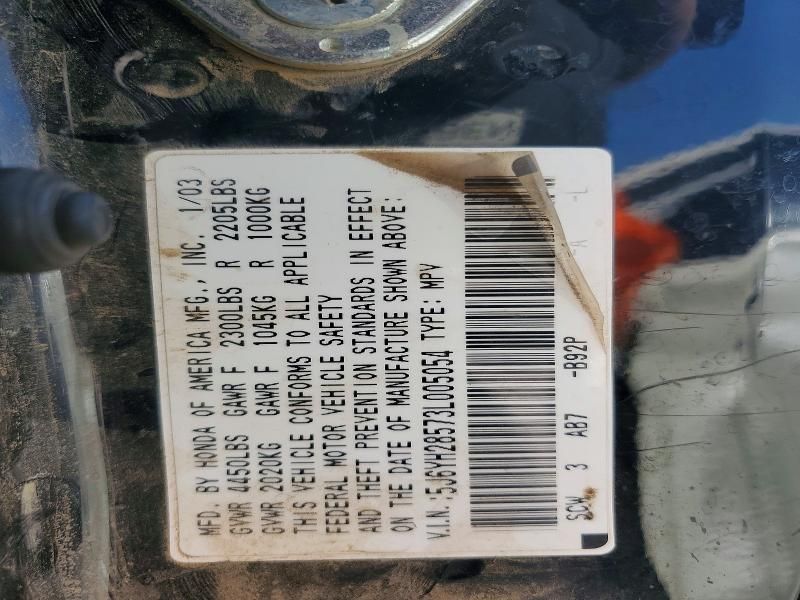 MFD. BY HONDA OF AMERICA MFG., INC. 1/03
GVWR 4450LBS GAWR F 2300LBS R 2205LBS
GVWR 2020KG GAWR F 1045KG R 1000KG
THIS VEHICLE CONFORMS TO ALL APPLICABLE
FEDERAL MOTOR VEHICLE SAFETY
AND THEFT PREVENTION STANDARDS IN EFFECT
ON THE DATE OF MANUFACTURE SHOWN ABOVE:
V.I.N. 5J6YH28573L005054 TYPE: MPV
SCW 3 AB7 -B92P